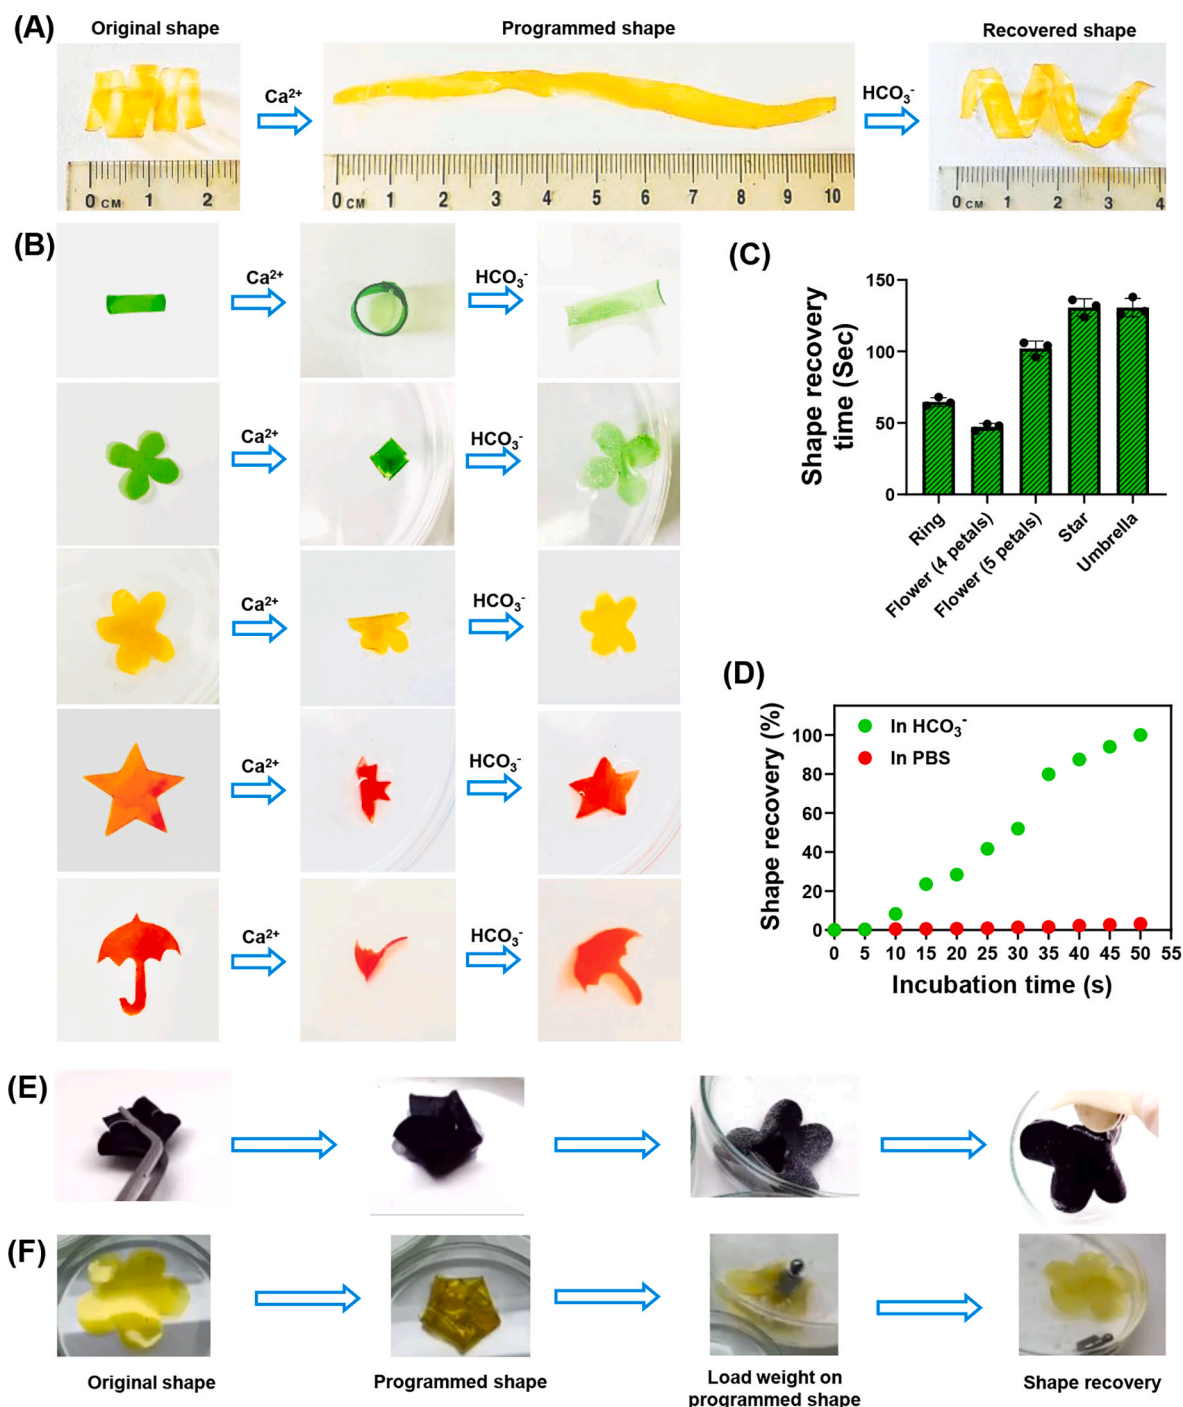 (A)
Original shape
Programmed shape
Recovered shape
Ca²⁺
HCO₃⁻
0 CM 1 2
0 CM 1 2 3 4 5 6 7 8 9 10
0 CM 1 2 3 4
(B)
Ca²⁺
HCO₃⁻
Ca²⁺
HCO₃⁻
Ca²⁺
HCO₃⁻
Ca²⁺
HCO₃⁻
Ca²⁺
HCO₃⁻
(C)
Shape recovery
time (Sec)
150
100
50
0
Ring
Flower (4 petals)
Flower (5 petals)
Star
Umbrella
(D)
Shape recovery (%)
In HCO₃⁻
In PBS
100
80
60
40
20
0
0 5 10 15 20 25 30 35 40 45 50 55
Incubation time (s)
(E)
(F)
Original shape
Programmed shape
Load weight on
programmed shape
Shape recovery